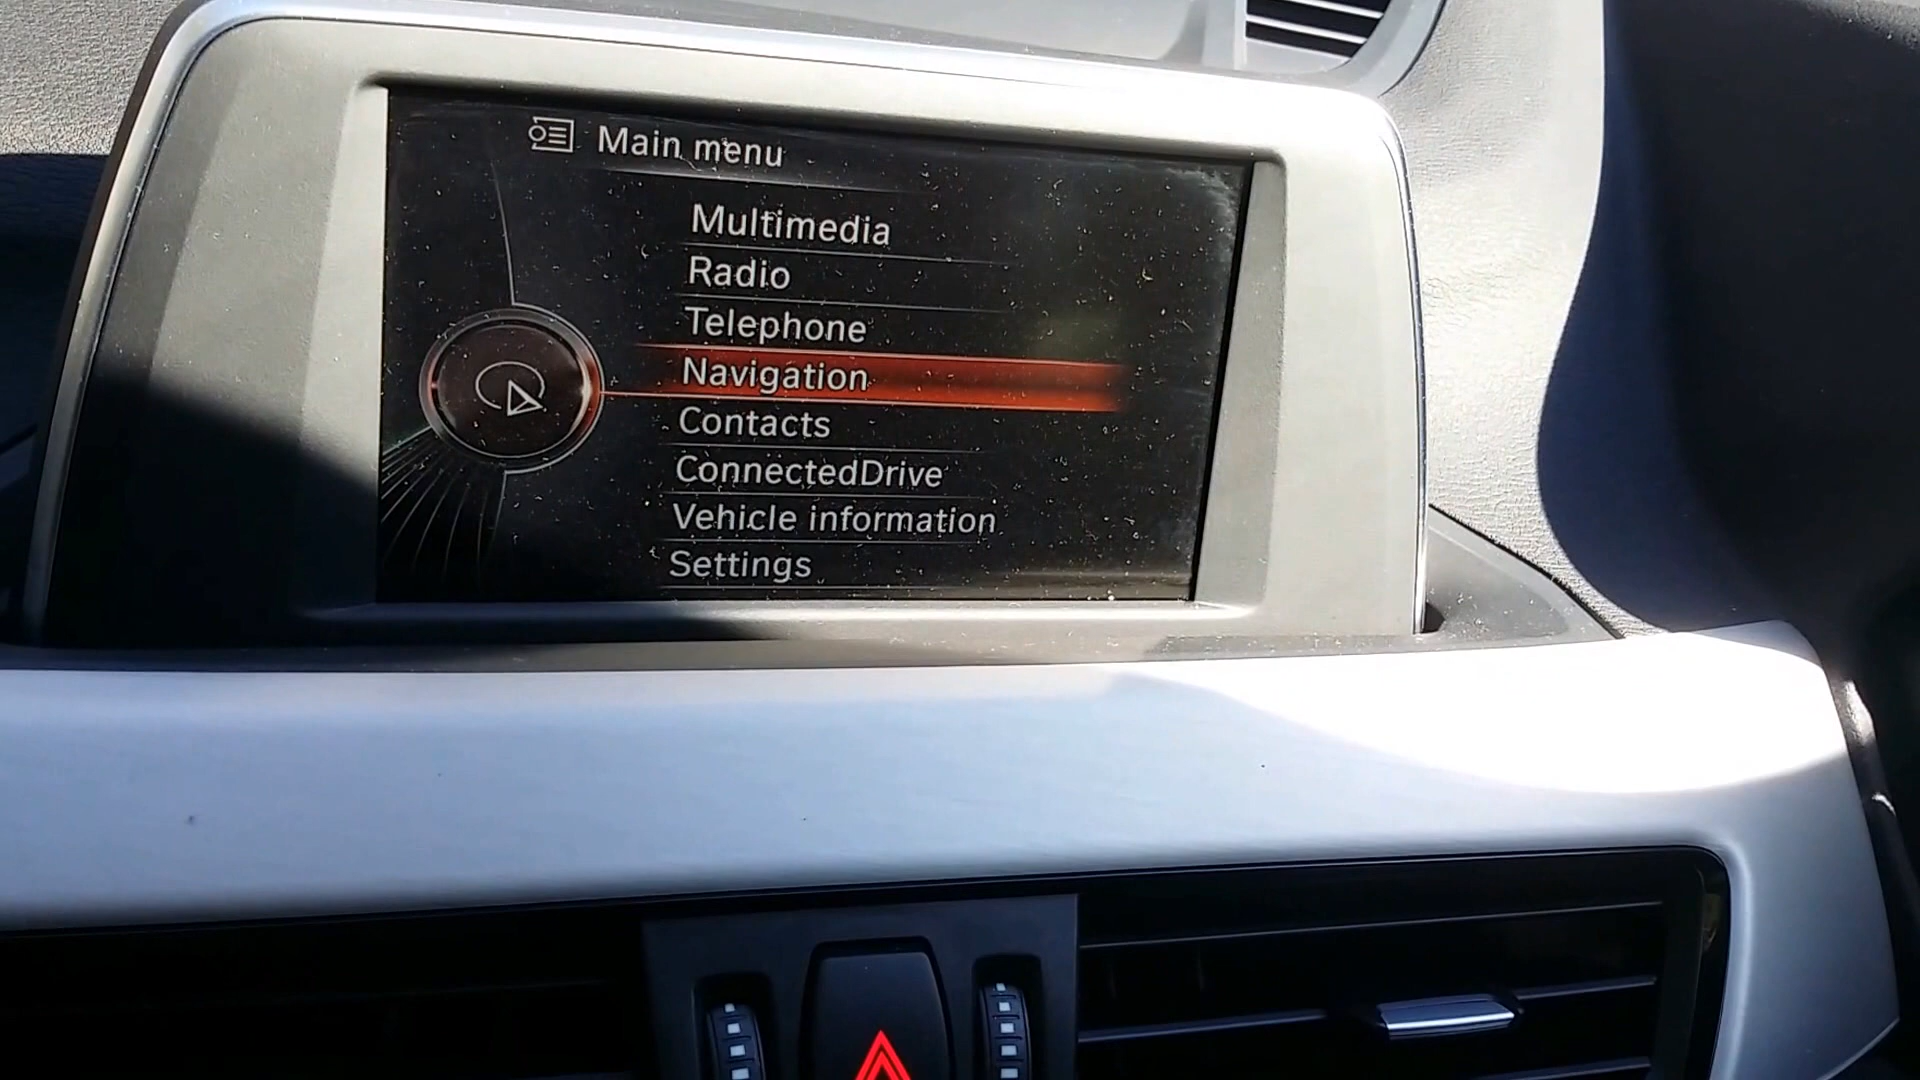 Main menu
Multimedia
Radio
Telephone
Navigation
Contacts
ConnectedDrive
Vehicle information
Settings